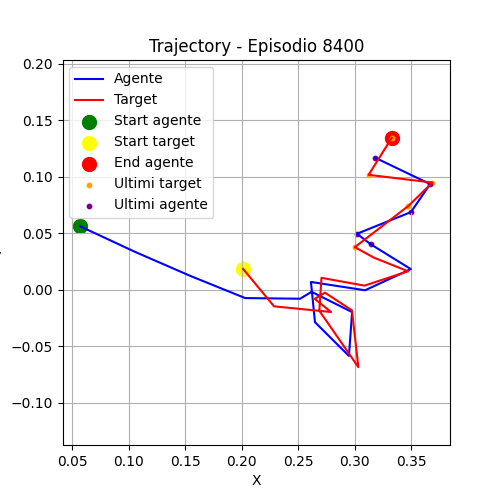 Trajectory - Episodio 8400
Agente
Target
Start agente
Start target
End agente
Ultimi target
Ultimi agente
0.20
0.15
0.10
0.05
0.00
−0.05
−0.10
0.05 0.10 0.15 0.20 0.25 0.30 0.35
X